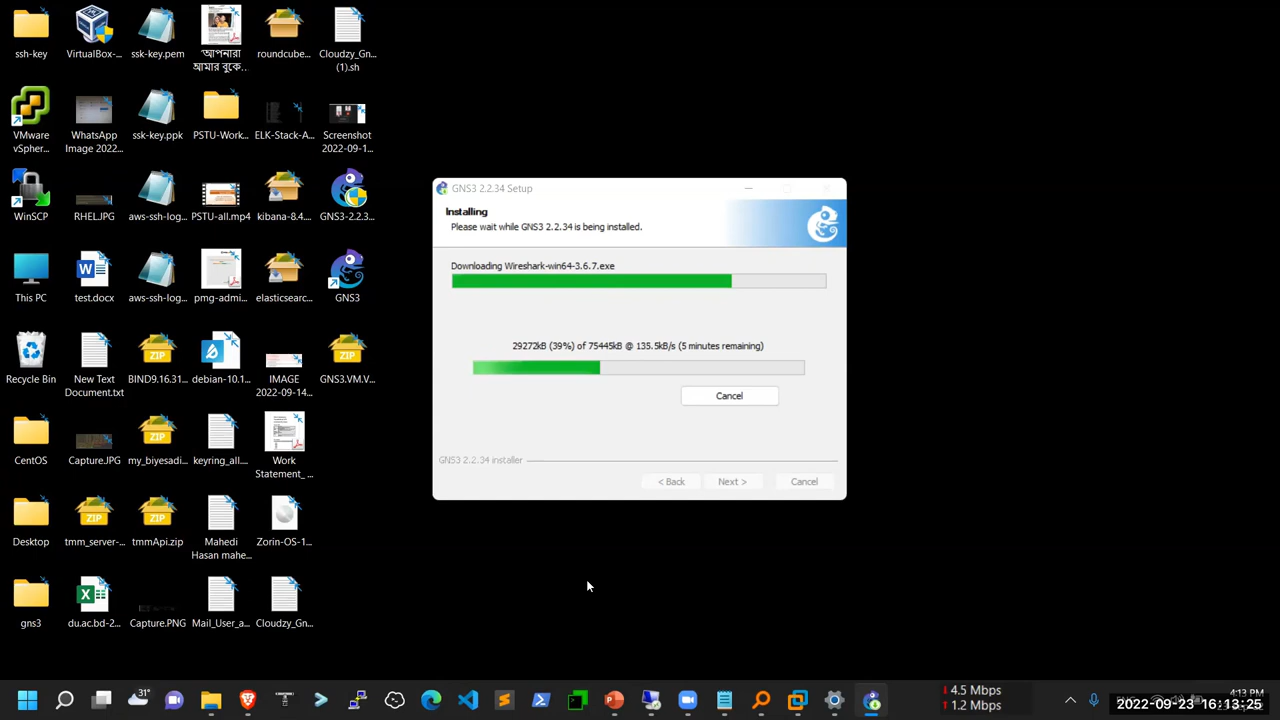 ssh-key
VirtualBox-...
ssk-key.pem
আপনারা
আমার বুকে...
roundcube...
Cloudzy_Gn...
(1).sh
VMware
vSpher...
WhatsApp
Image 2022...
ssk-key.ppk
PSTU-Work...
ELK-Stack-A...
Screenshot
2022-09-1...
WinSCP
RHEL.JPG
aws-ssh-log...
PSTU-all.mp4
kibana-8.4....
GNS3-2.2.3...
This PC
test.docx
aws-ssh-log...
pmg-admi...
elasticsearc...
GNS3
Recycle Bin
New Text
Document.txt
BIND9.16.31...
debian-10.1...
IMAGE
2022-09-14...
GNS3.VM.V...
CentOS
Capture.JPG
my_biyesadi...
keyring_all....
Work
Statement_ ...
Desktop
tmm_server-...
tmmApi.zip
Mahedi
Hasan mahe...
Zorin-OS-1...
gns3
du.ac.bd-2...
Capture.PNG
Mail_User_a...
Cloudzy_Gn...
GNS3 2.2.34 Setup
Installing
Please wait while GNS3 2.2.34 is being installed.
Downloading Wireshark-win64-3.6.7.exe
29272kB (39%) of 75445kB @ 135.5kB/s (5 minutes remaining)
Cancel
GNS3 2.2.34 installer
< Back
Next >
Cancel
31°
4.5 Mbps
1.2 Mbps
4:13 PM
2022-09-23 16:13:25